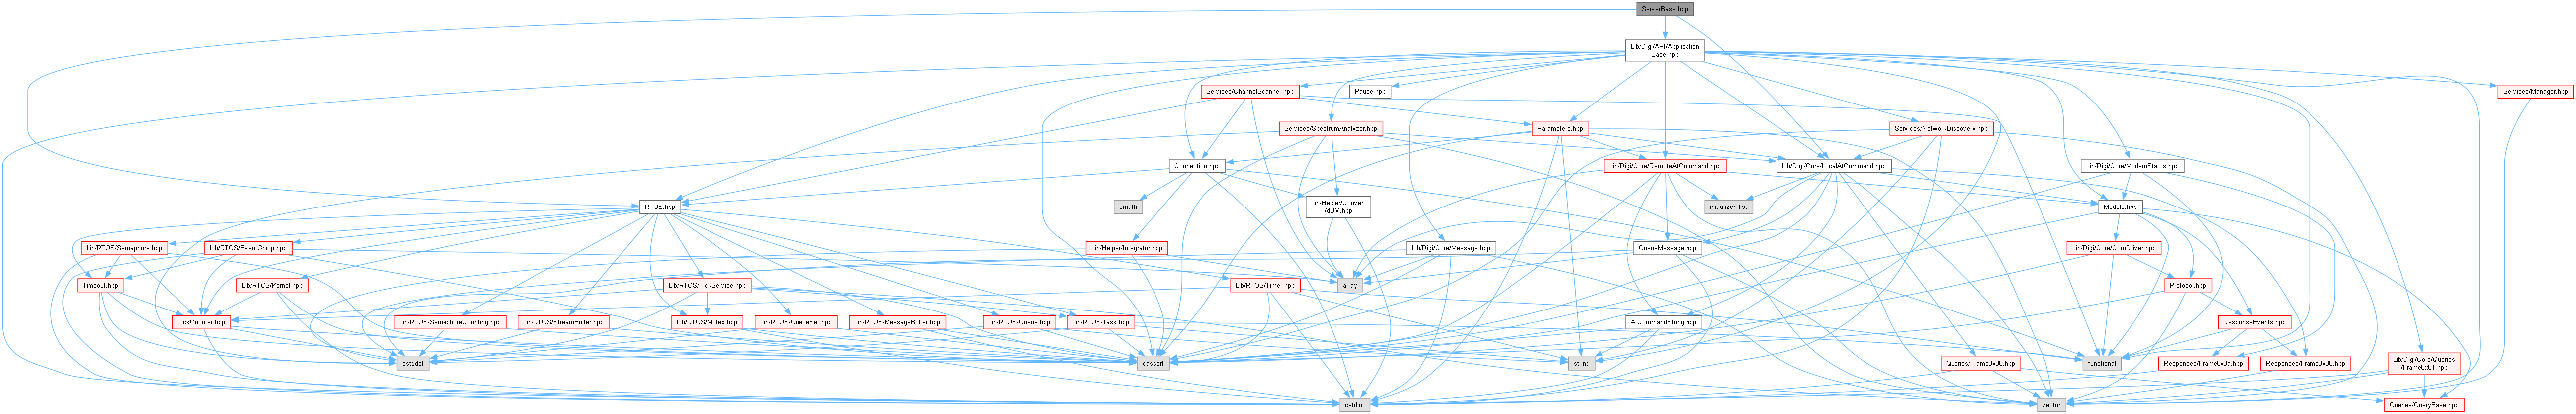 ServerBase.hpp
Lib/Digi/API/Application
Base.hpp
Services/ChannelScanner.hpp
Pause.hpp
Services/Manager.hpp
Services/SpectrumAnalyzer.hpp
Parameters.hpp
Services/NetworkDiscovery.hpp
Connection.hpp
Lib/Digi/Core/RemoteAtCommand.hpp
Lib/Digi/Core/LocalAtCommand.hpp
Lib/Digi/Core/ModemStatus.hpp
RTOS.hpp
cmath
Lib/Helper/Convert
/dBM.hpp
initializer_list
Module.hpp
Lib/RTOS/Semaphore.hpp
Lib/RTOS/EventGroup.hpp
Lib/Helper/Integrator.hpp
Lib/Digi/Core/Message.hpp
QueueMessage.hpp
Lib/Digi/Core/ComDriver.hpp
Timeout.hpp
Lib/RTOS/Kernel.hpp
Lib/RTOS/TickService.hpp
Lib/RTOS/Timer.hpp
array
Protocol.hpp
TickCounter.hpp
Lib/RTOS/SemaphoreCounting.hpp
Lib/RTOS/StreamBuffer.hpp
Lib/RTOS/Mutex.hpp
Lib/RTOS/QueueSet.hpp
Lib/RTOS/MessageBuffer.hpp
Lib/RTOS/Queue.hpp
Lib/RTOS/Task.hpp
AtCommandString.hpp
ResponseEvents.hpp
cstddef
cassert
string
Queries/Frame0x08.hpp
functional
Responses/Frame0x8a.hpp
Responses/Frame0x88.hpp
Lib/Digi/Core/Queries
/Frame0x01.hpp
cstdint
vector
Queries/QueryBase.hpp